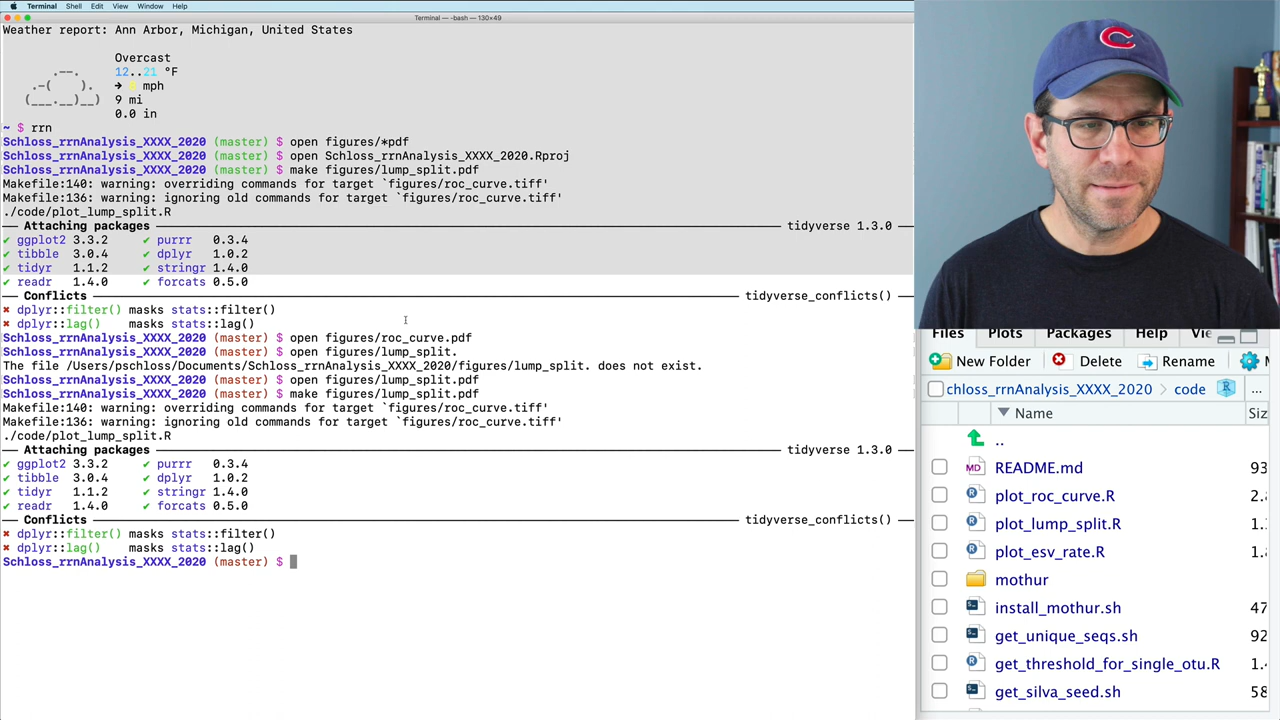 Terminal Shell Edit View Window Help
Terminal — -bash — 130×49
Weather report: Ann Arbor, Michigan, United States
Overcast
.--. 12..21 °F
.-( ). → mph
(___.__)__) 9 mi
0.0 in
~ $ rrn
Schloss_rrnAnalysis_XXXX_2020 (master) $ open figures/*pdf
Schloss_rrnAnalysis_XXXX_2020 (master) $ open Schloss_rrnAnalysis_XXXX_2020.Rproj
Schloss_rrnAnalysis_XXXX_2020 (master) $ make figures/lump_split.pdf
Makefile:140: warning: overriding commands for target `figures/roc_curve.tiff'
Makefile:136: warning: ignoring old commands for target `figures/roc_curve.tiff'
./code/plot_lump_split.R
── Attaching packages ── tidyverse 1.3.0 ──
✔ ggplot2 3.3.2 ✔ purrr 0.3.4
✔ tibble 3.0.4 ✔ dplyr 1.0.2
✔ tidyr 1.1.2 ✔ stringr 1.4.0
✔ readr 1.4.0 ✔ forcats 0.5.0
── Conflicts ── tidyverse_conflicts() ──
✖ dplyr::filter() masks stats::filter()
✖ dplyr::lag() masks stats::lag()
Schloss_rrnAnalysis_XXXX_2020 (master) $ open figures/roc_curve.pdf
Schloss_rrnAnalysis_XXXX_2020 (master) $ open figures/lump_split.
The file /Users/pschloss/Documents/Schloss_rrnAnalysis_XXXX_2020/figures/lump_split. does not exist.
Schloss_rrnAnalysis_XXXX_2020 (master) $ open figures/lump_split.pdf
Schloss_rrnAnalysis_XXXX_2020 (master) $ make figures/lump_split.pdf
Makefile:140: warning: overriding commands for target `figures/roc_curve.tiff'
Makefile:136: warning: ignoring old commands for target `figures/roc_curve.tiff'
./code/plot_lump_split.R
── Attaching packages ── tidyverse 1.3.0 ──
✔ ggplot2 3.3.2 ✔ purrr 0.3.4
✔ tibble 3.0.4 ✔ dplyr 1.0.2
✔ tidyr 1.1.2 ✔ stringr 1.4.0
✔ readr 1.4.0 ✔ forcats 0.5.0
── Conflicts ── tidyverse_conflicts() ──
✖ dplyr::filter() masks stats::filter()
✖ dplyr::lag() masks stats::lag()
Schloss_rrnAnalysis_XXXX_2020 (master) $
C
Files Plots Packages Help Vi
New Folder Delete Rename M
chloss_rrnAnalysis_XXXX_2020 code R ...
Name Siz
..
README.md 93
plot_roc_curve.R 2.
plot_lump_split.R 1.
plot_esv_rate.R 1.
mothur
install_mothur.sh 47
get_unique_seqs.sh 92
get_threshold_for_single_otu.R 1.
get_silva_seed.sh 58